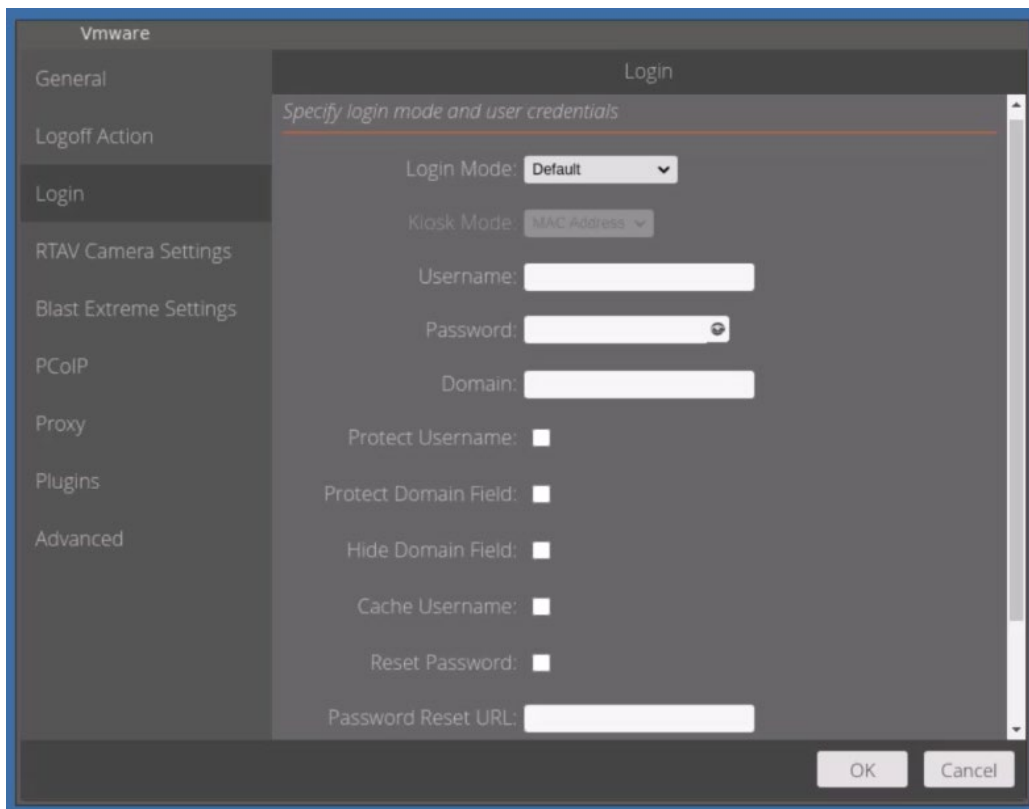 Vmware
General
Logoff Action
Login
RTAV Camera Settings
Blast Extreme Settings
PCoIP
Proxy
Plugins
Advanced
Login
Specify login mode and user credentials
Login Mode: Default
Kiosk Mode: MAC Address
Username:
Password:
Domain:
Protect Username:
Protect Domain Field:
Hide Domain Field:
Cache Username:
Reset Password:
Password Reset URL:
OK Cancel